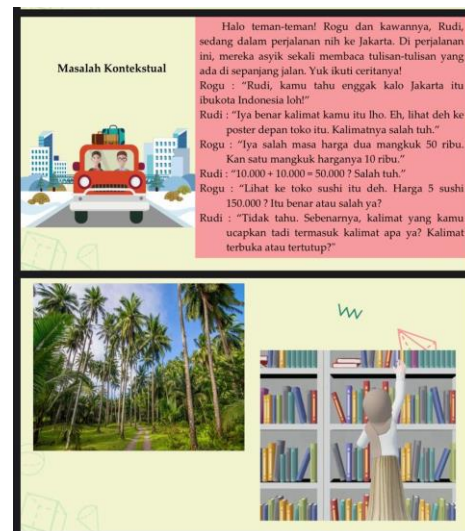 Masalah Kontekstual
Halo teman-teman! Rogu dan kawannya, Rudi,
sedang dalam perjalanan nih ke Jakarta. Di perjalanan
ini, mereka asyik sekali membaca tulisan-tulisan yang
ada di sepanjang jalan. Yuk ikuti ceritanya!
Rogu : “Rudi, kamu tahu enggak kalo Jakarta itu
ibukota Indonesia loh!”
Rudi : “Iya benar kalimat kamu itu lho. Eh, lihat deh ke
poster depan toko itu. Kalimatnya salah tuh.”
Rogu : “Iya salah masa harga dua mangkuk 50 ribu.
Kan satu mangkuk harganya 10 ribu.”
Rudi : “10.000 + 10.000 = 50.000 ? Salah tuh.”
Rogu : “Lihat ke toko sushi itu deh. Harga 5 sushi
150.000 ? Itu benar atau salah ya?
Rudi : “Tidak tahu. Sebenarnya, kalimat yang kamu
ucapkan tadi termasuk kalimat apa ya? Kalimat
terbuka atau tertutup?”